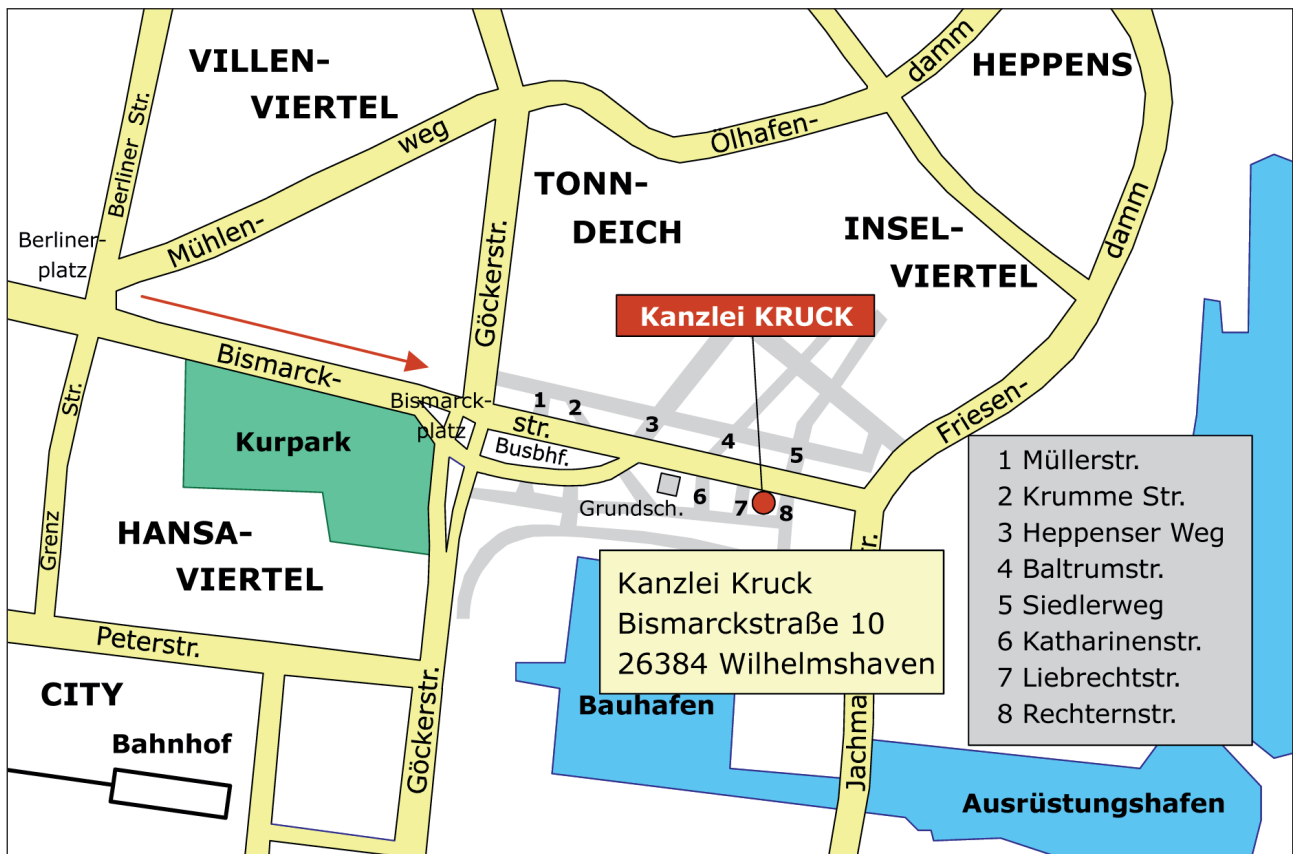 VILLEN-
VIERTEL
HEPPENS
damm
Berliner Str.
weg
Ölhafen-
TONN-
DEICH
Mühlen-
Berliner-
platz
INSEL-
VIERTEL
damm
Göckerstr.
Kanzlei KRUCK
Bismarck-
str.
Str.
Grenz
Bismarck-
platz
Kurpark
Busbhf.
Friesen-
1
2
3
4
5
6
7
8
Grundsch.
HANSA-
VIERTEL
1 Müllerstr.
2 Krumme Str.
3 Heppenser Weg
4 Baltrumstr.
5 Siedlerweg
6 Katharinenstr.
7 Liebrechtstr.
8 Rechternstr.
Kanzlei Kruck
Bismarckstraße 10
26384 Wilhelmshaven
Peterstr.
CITY
Bahnhof
Göckerstr.
Bauhafen
Ausrüstungshafen